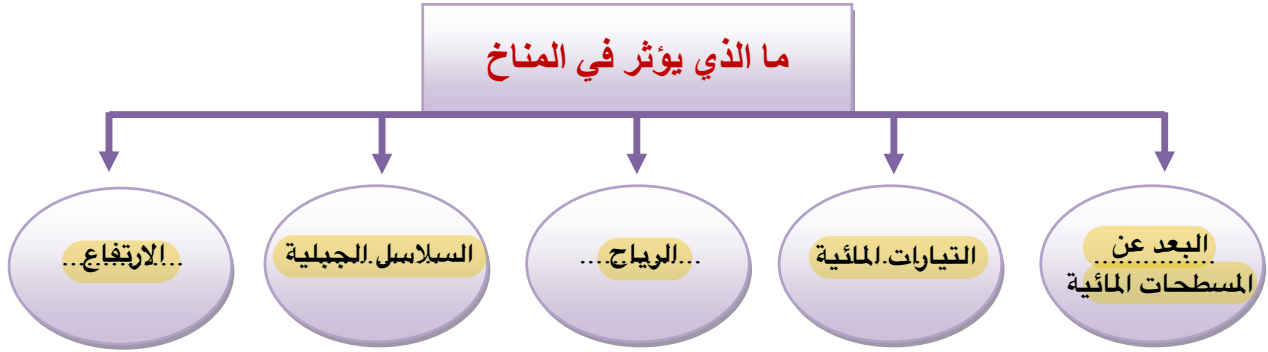 ما الذي يؤثر في المناخ
البعد عن
المسطحات المائية
التيارات المائية
الرياح
السلاسل الجبلية
الارتفاع